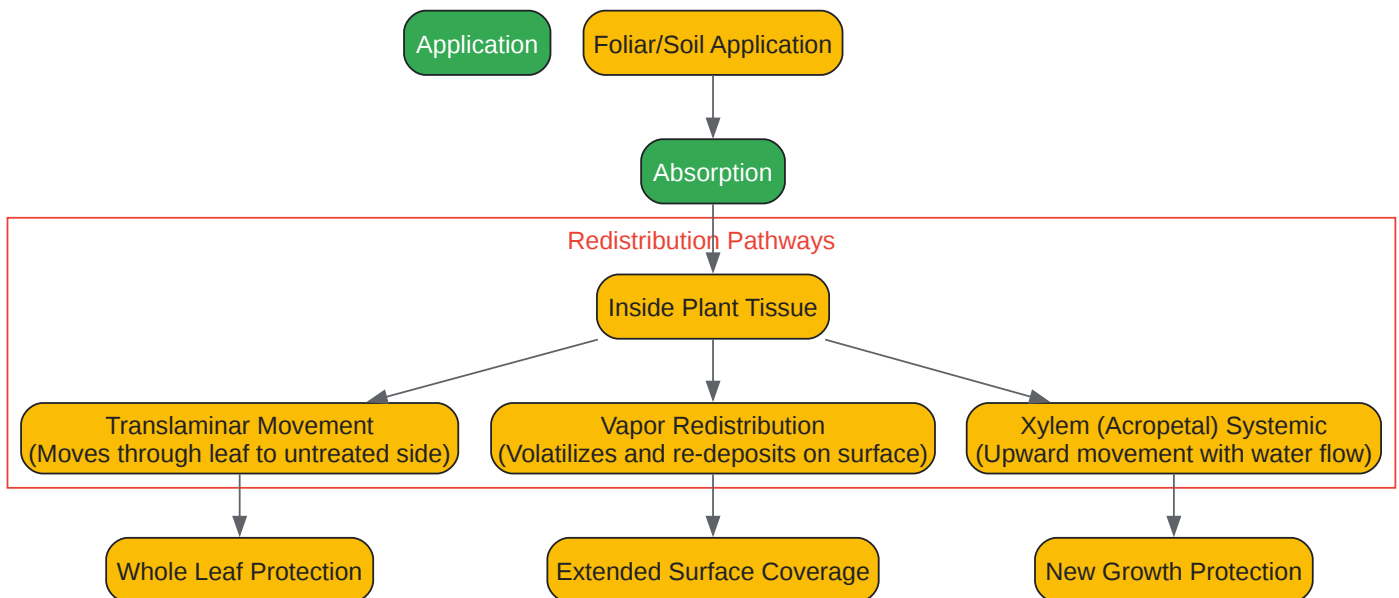 Application
Foliar/Soil Application
Absorption
Redistribution Pathways
Inside Plant Tissue
Translaminar Movement
(Moves through leaf to untreated side)
Vapor Redistribution
(Volatilizes and re-deposits on surface)
Xylem (Acropetal) Systemic
(Upward movement with water flow)
Whole Leaf Protection
Extended Surface Coverage
New Growth Protection